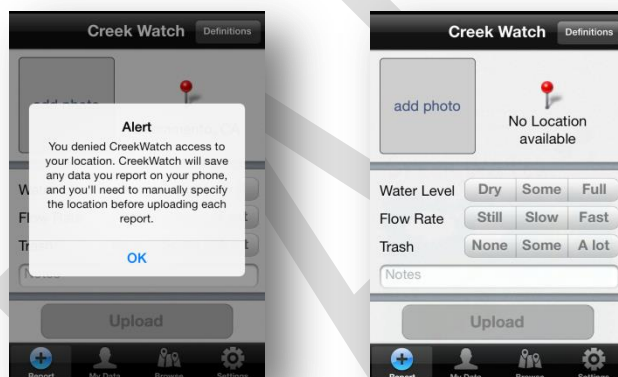 Creek Watch
Definitions
add photo
Alert
You denied CreekWatch access to
your location. CreekWatch will save
any data you report on your phone,
and you'll need to manually specify
the location before uploading each
report.
OK
Notes
Upload
Report
My Data
Browse
Settings
Creek Watch
Definitions
add photo
No Location
available
Water Level
Dry
Some
Full
Flow Rate
Still
Slow
Fast
Trash
None
Some
A lot
Notes
Upload
Report
My Data
Browse
Settings